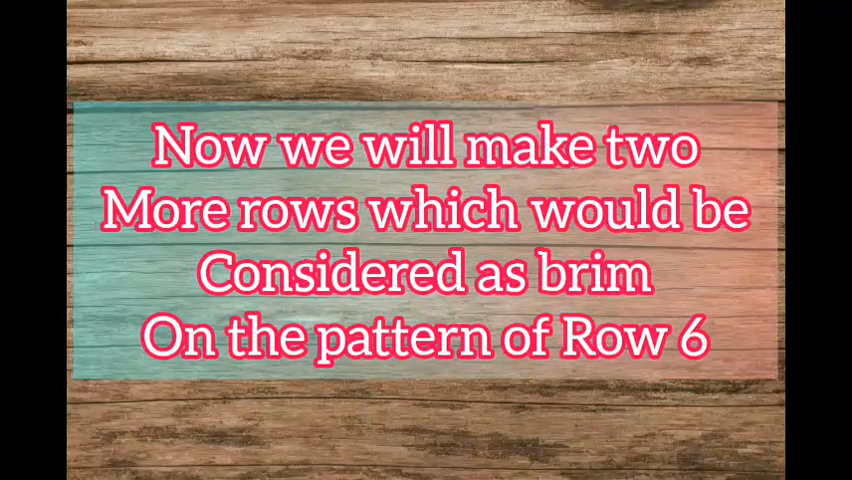 Now we will make two
More rows which would be
Considered as brim
On the pattern of Row 6